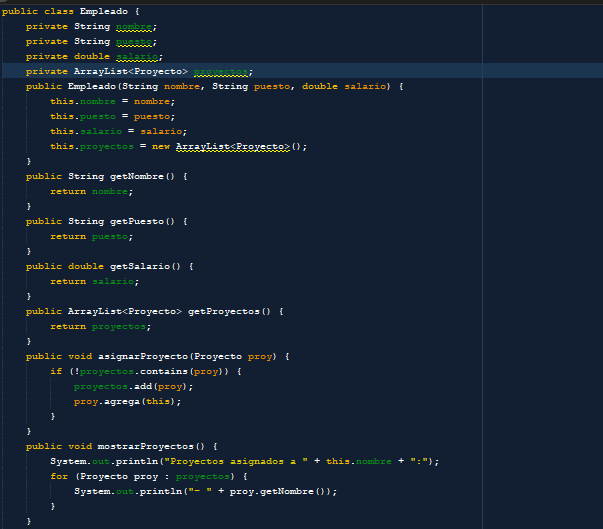 public class Empleado {
    private String nombre;
    private String puesto;
    private double salario;
    private ArrayList<Proyecto> proyectos;
    public Empleado(String nombre, String puesto, double salario) {
        this.nombre = nombre;
        this.puesto = puesto;
        this.salario = salario;
        this.proyectos = new ArrayList<Proyecto>();
    }
    public String getNombre() {
        return nombre;
    }
    public String getPuesto() {
        return puesto;
    }
    public double getSalario() {
        return salario;
    }
    public ArrayList<Proyecto> getProyectos() {
        return proyectos;
    }
    public void asignarProyecto(Proyecto proy) {
        if (!proyectos.contains(proy)) {
            proyectos.add(proy);
            proy.agrega(this);
        }
    }
    public void mostrarProyectos() {
        System.out.println("Proyectos asignados a " + this.nombre + ":");
        for (Proyecto proy : proyectos) {
            System.out.println("- " + proy.getNombre());
        }
    }